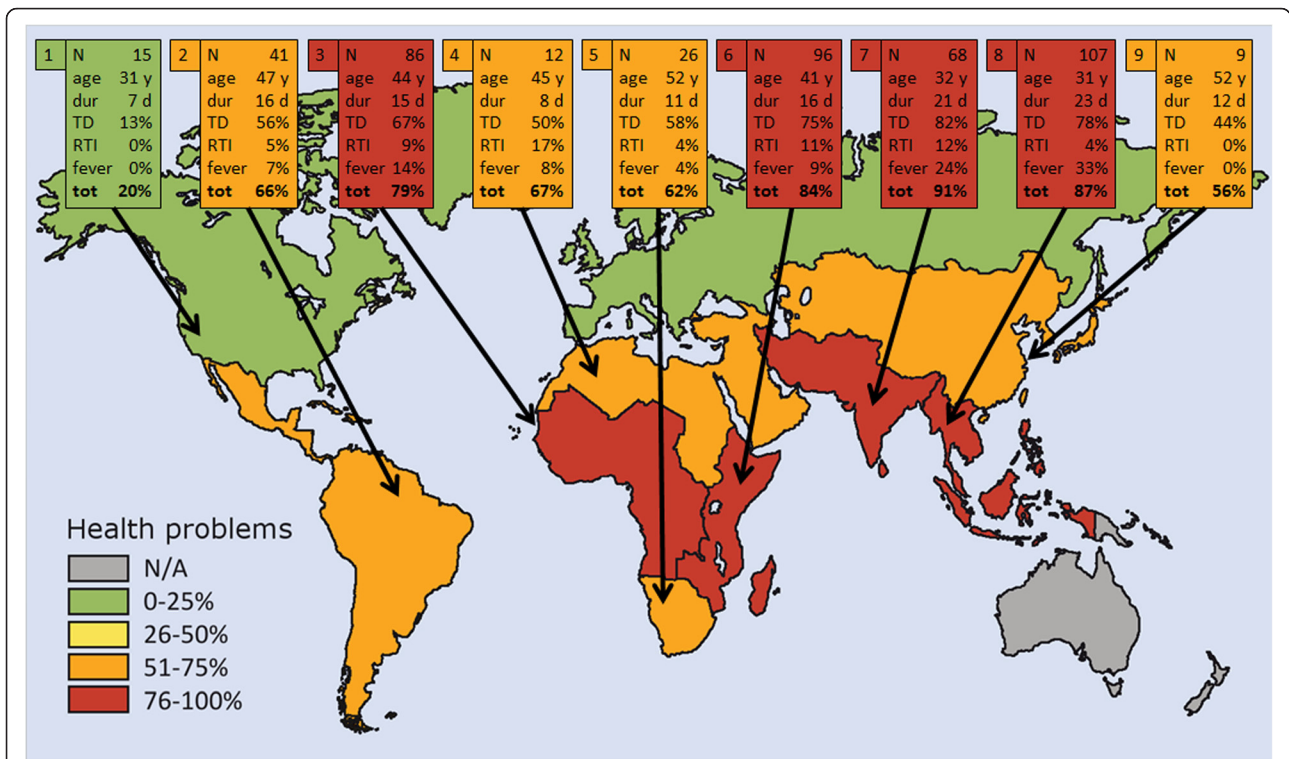 1
N 15
age 31 y
dur 7 d
TD 13%
RTI 0%
fever 0%
tot 20%
2
N 41
age 47 y
dur 16 d
TD 56%
RTI 5%
fever 7%
tot 66%
3
N 86
age 44 y
dur 15 d
TD 67%
RTI 9%
fever 14%
tot 79%
4
N 12
age 45 y
dur 8 d
TD 50%
RTI 17%
fever 8%
tot 67%
5
N 26
age 52 y
dur 11 d
TD 58%
RTI 4%
fever 4%
tot 62%
6
N 96
age 41 y
dur 16 d
TD 75%
RTI 11%
fever 9%
tot 84%
7
N 68
age 32 y
dur 21 d
TD 82%
RTI 12%
fever 24%
tot 91%
8
N 107
age 31 y
dur 23 d
TD 78%
RTI 4%
fever 33%
tot 87%
9
N 9
age 52 y
dur 12 d
TD 44%
RTI 0%
fever 0%
tot 56%
Health problems
N/A
0-25%
26-50%
51-75%
76-100%